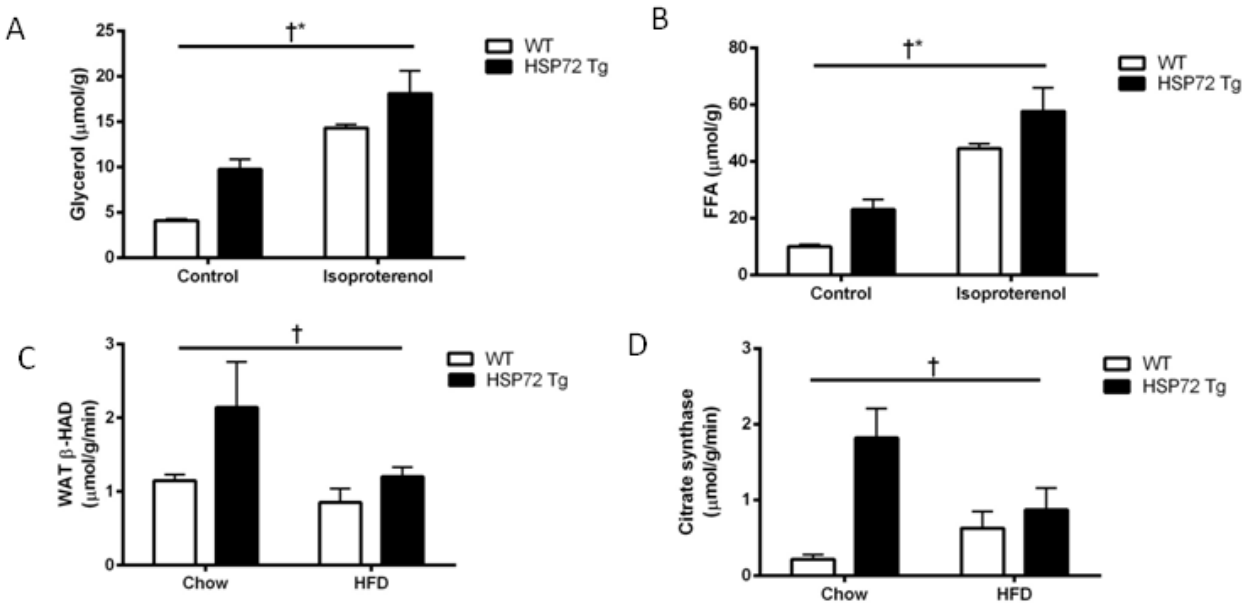 A
Glycerol (μmol/g)
25
20
15
10
5
0
†*
WT
HSP72 Tg
Control
Isoproterenol
B
FFA (μmol/g)
80
60
40
20
0
†*
WT
HSP72 Tg
Control
Isoproterenol
C
WAT β-HAD
(μmol/g/min)
3
2
1
0
†
WT
HSP72 Tg
Chow
HFD
D
Citrate synthase
(μmol/g/min)
3
2
1
0
†
WT
HSP72 Tg
Chow
HFD